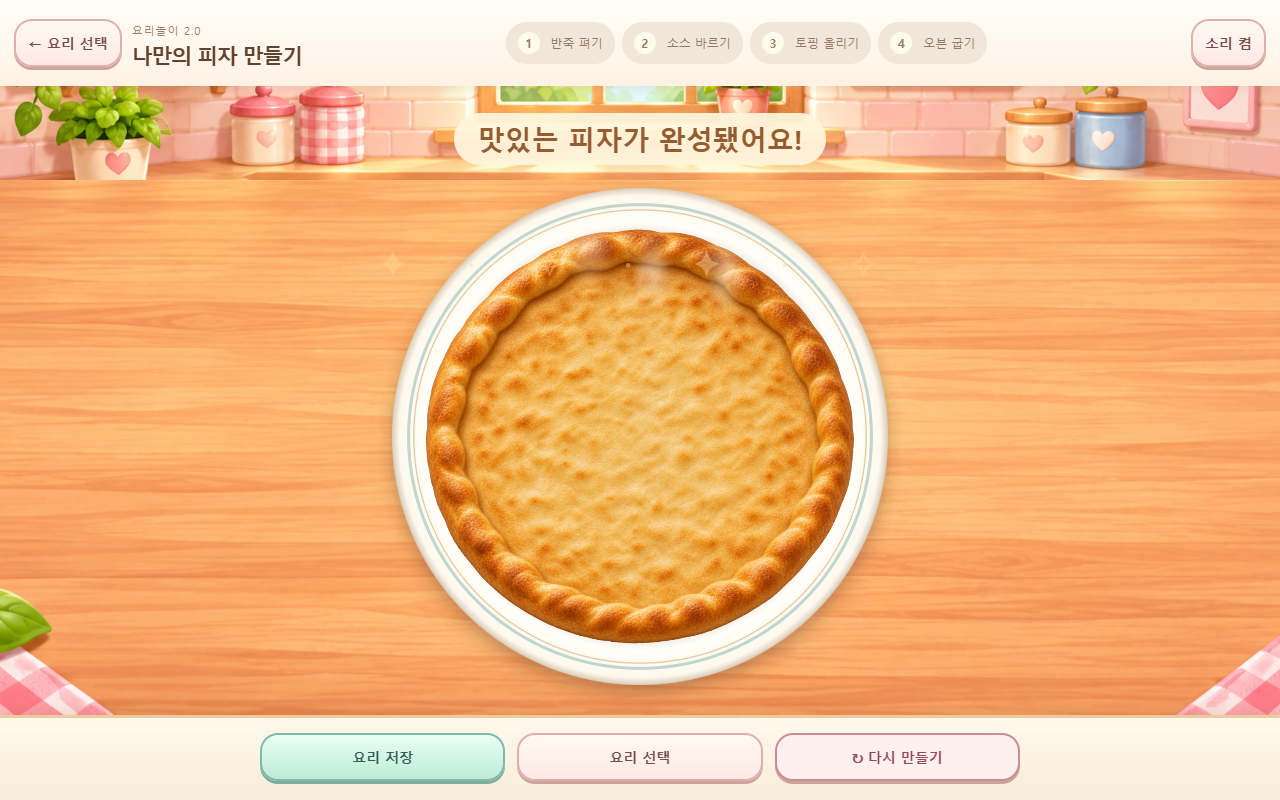 ← 요리 선택
요리놀이 2.0
나만의 피자 만들기
1 반죽 펴기
2 소스 바르기
3 토핑 올리기
4 오븐 굽기
소리 켬
맛있는 피자가 완성됐어요!
요리 저장
요리 선택
↻ 다시 만들기